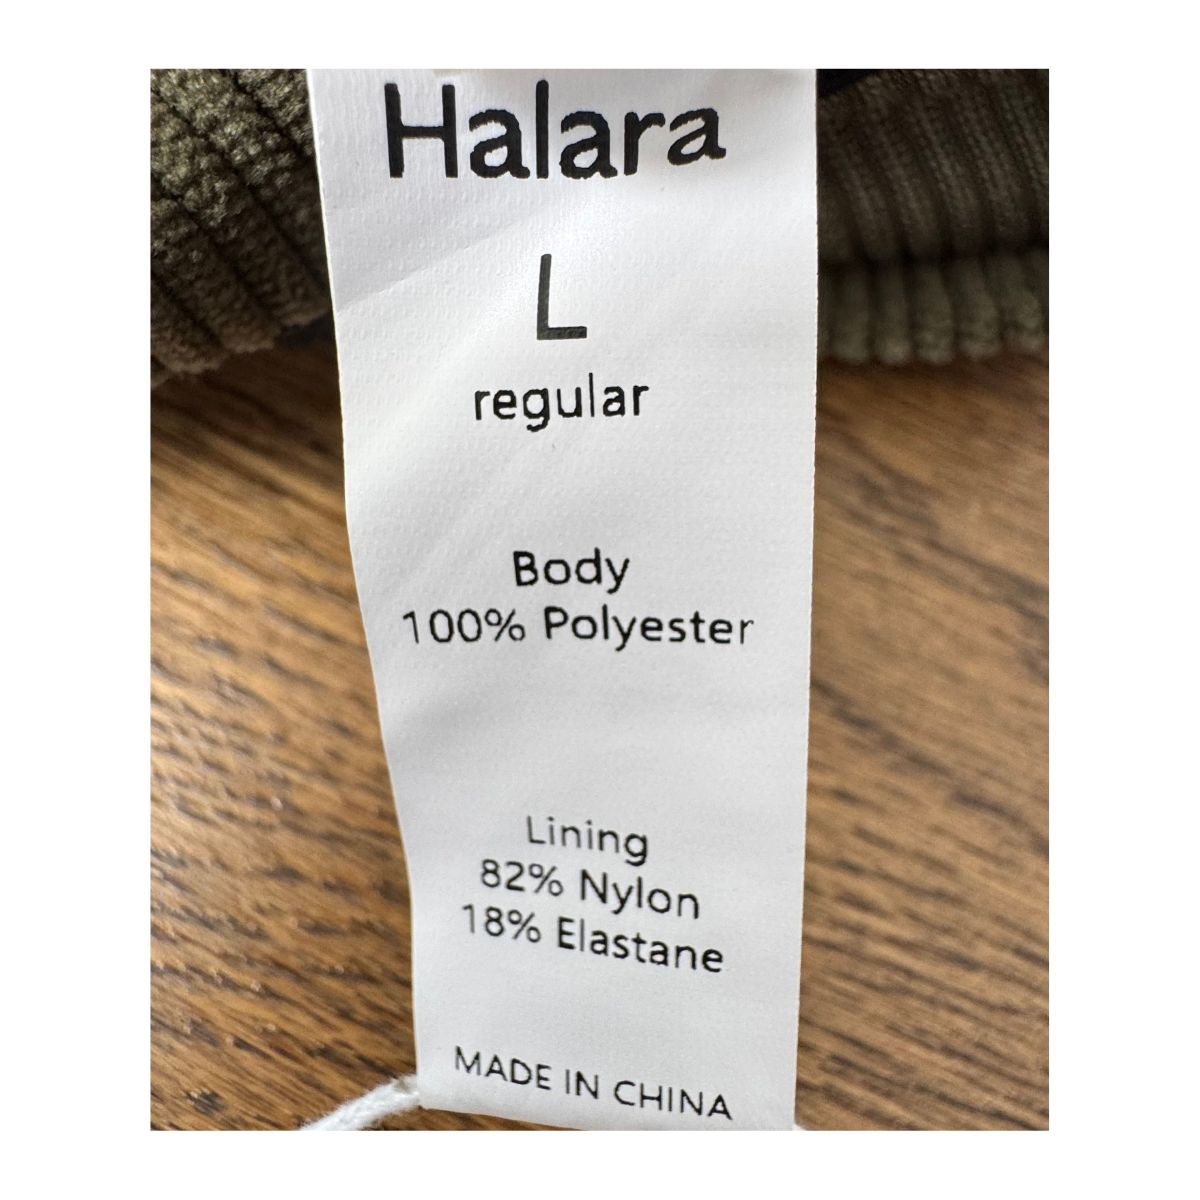 Halara
L
regular
Body
100% Polyester
Lining
82% Nylon
18% Elastane
MADE IN CHINA